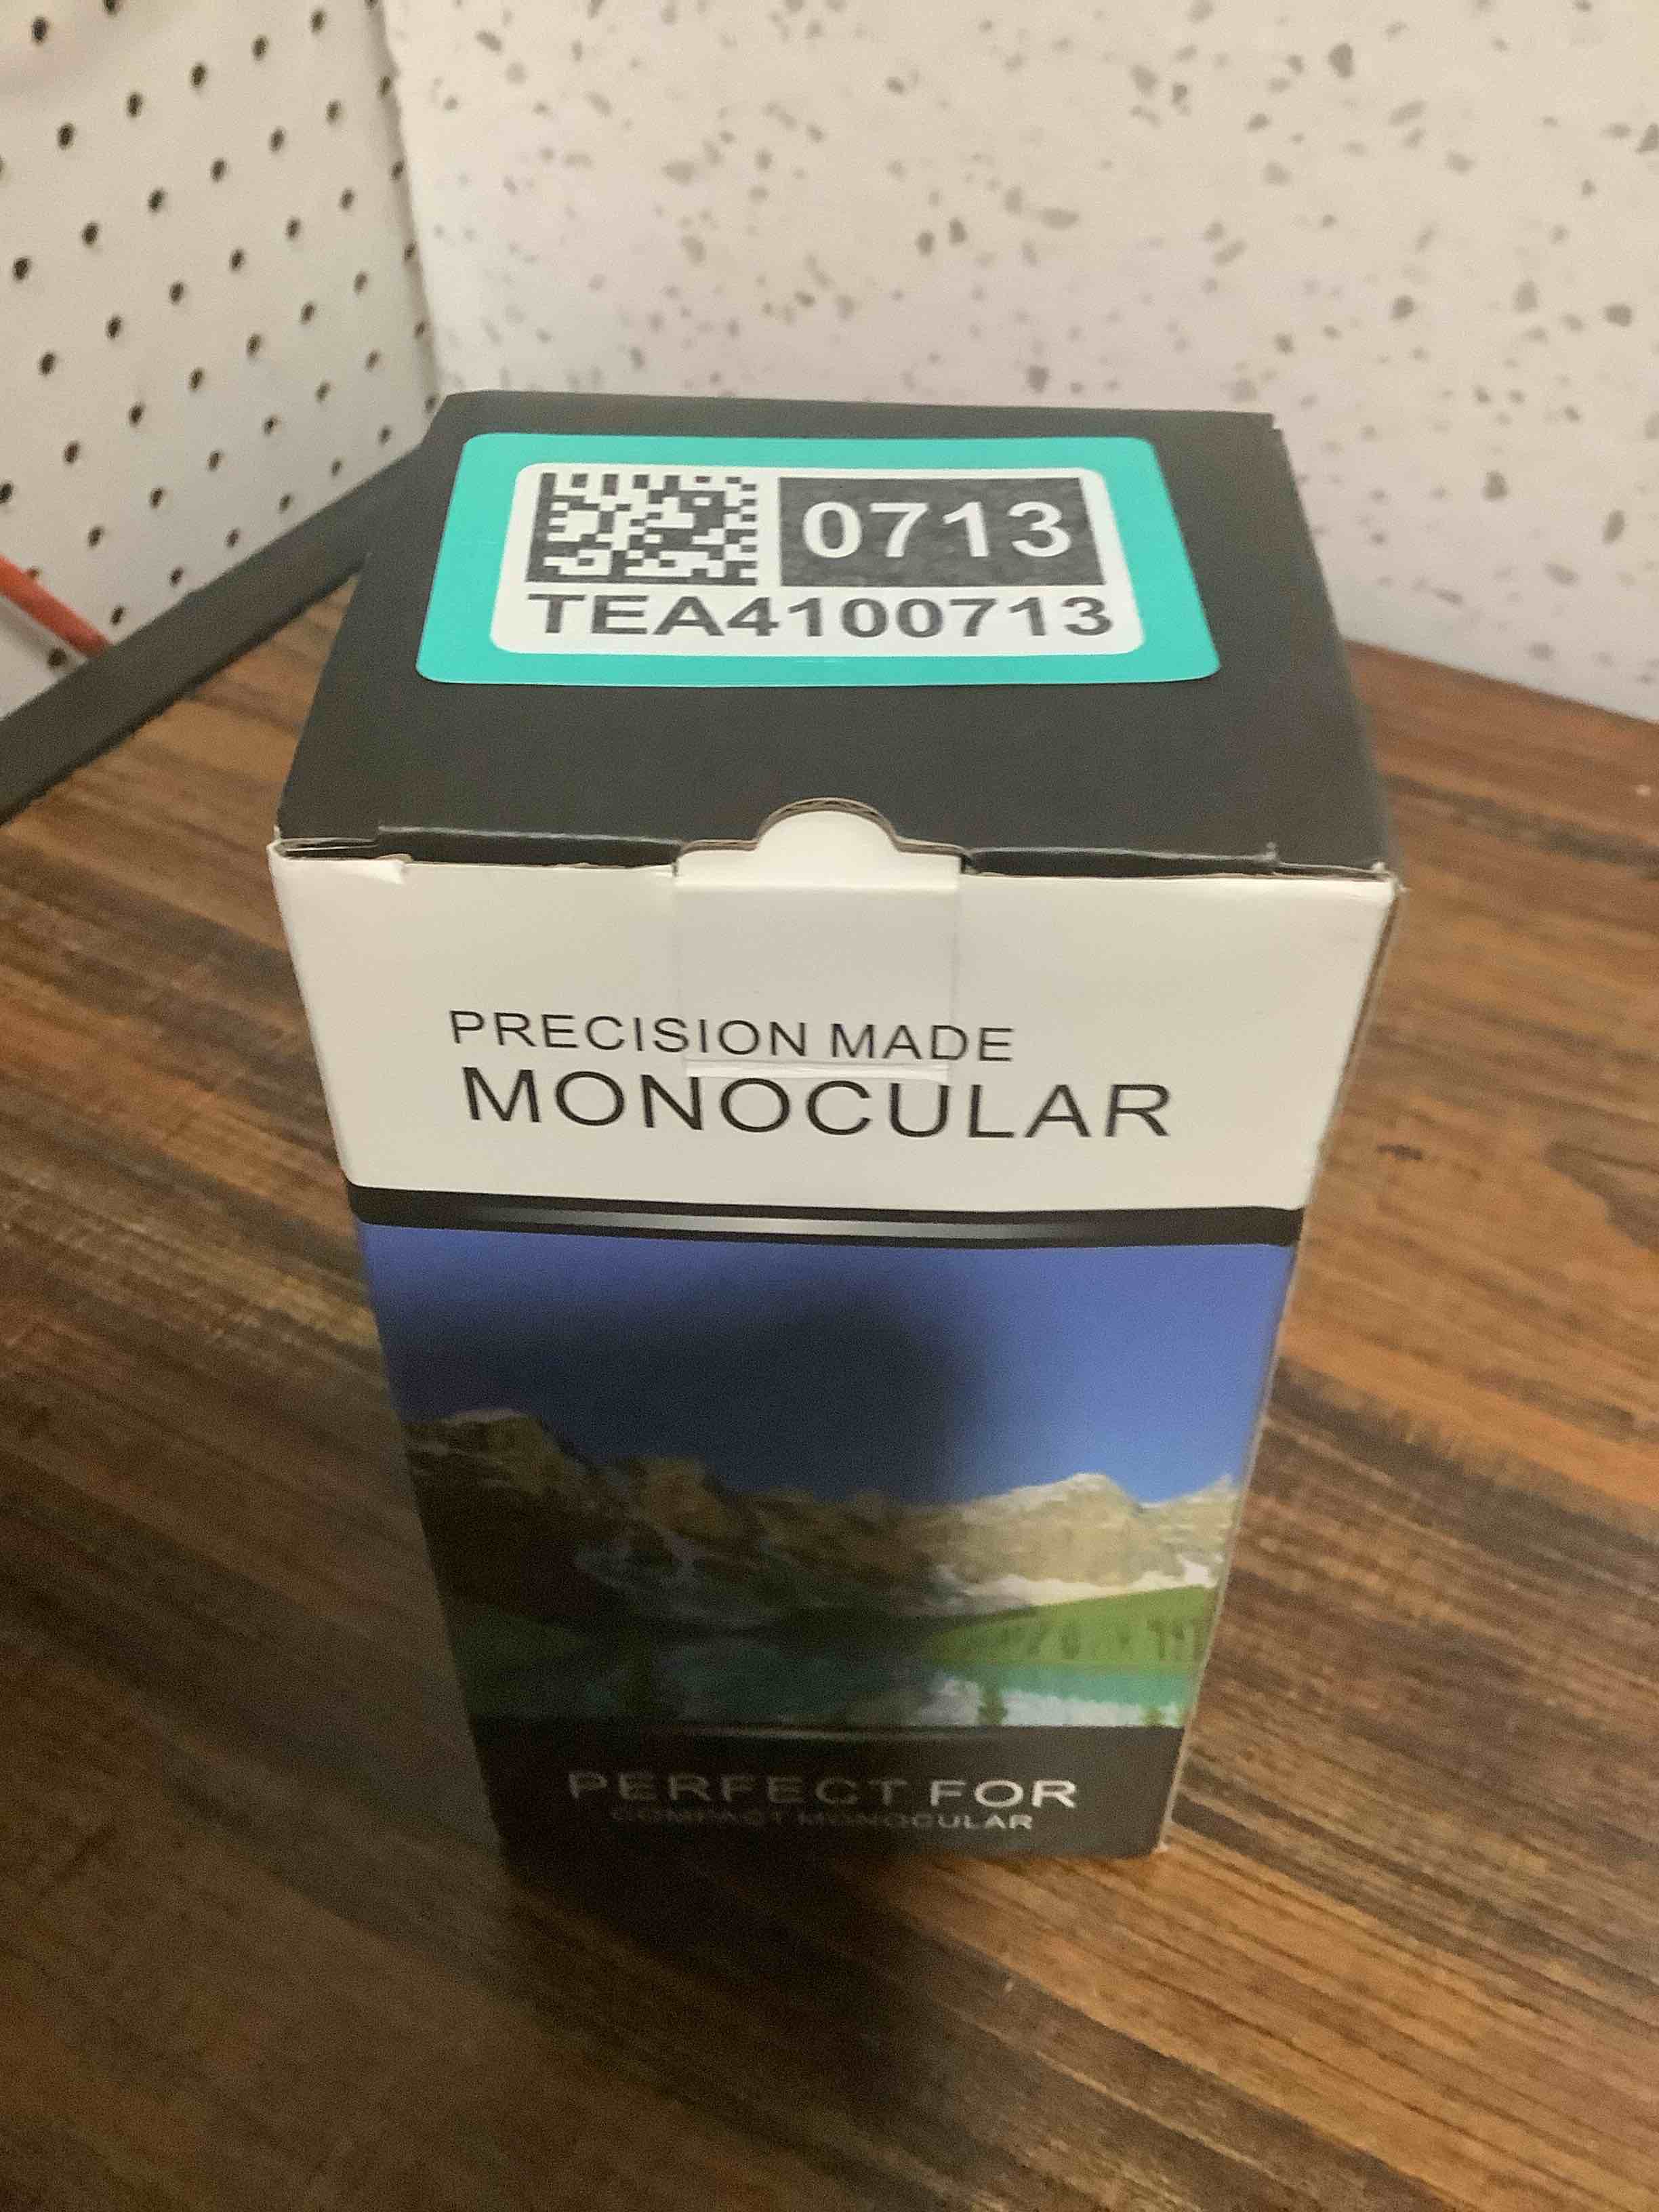 0713
TEA4100713
PRECISION MADE
MONOCULAR
PERFECT FOR
COMPACT MONOCULAR